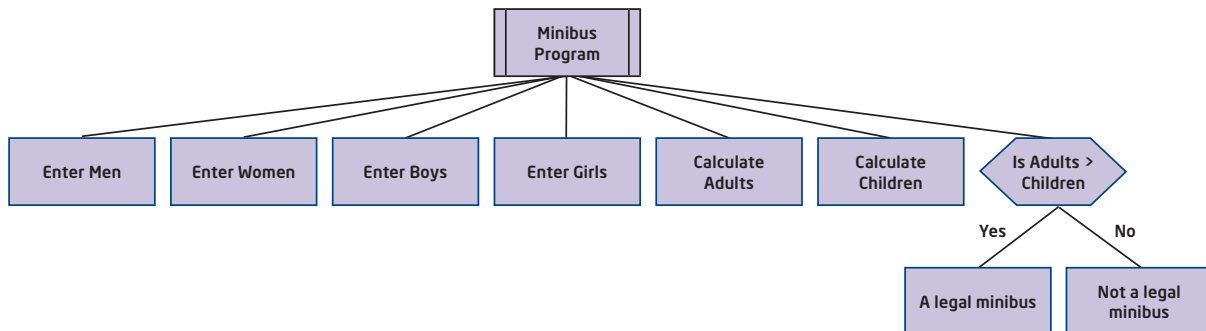 Minibus
Program
Enter Men
Enter Women
Enter Boys
Enter Girls
Calculate
Adults
Calculate
Children
Is Adults >
Children
Yes
No
A legal minibus
Not a legal
minibus